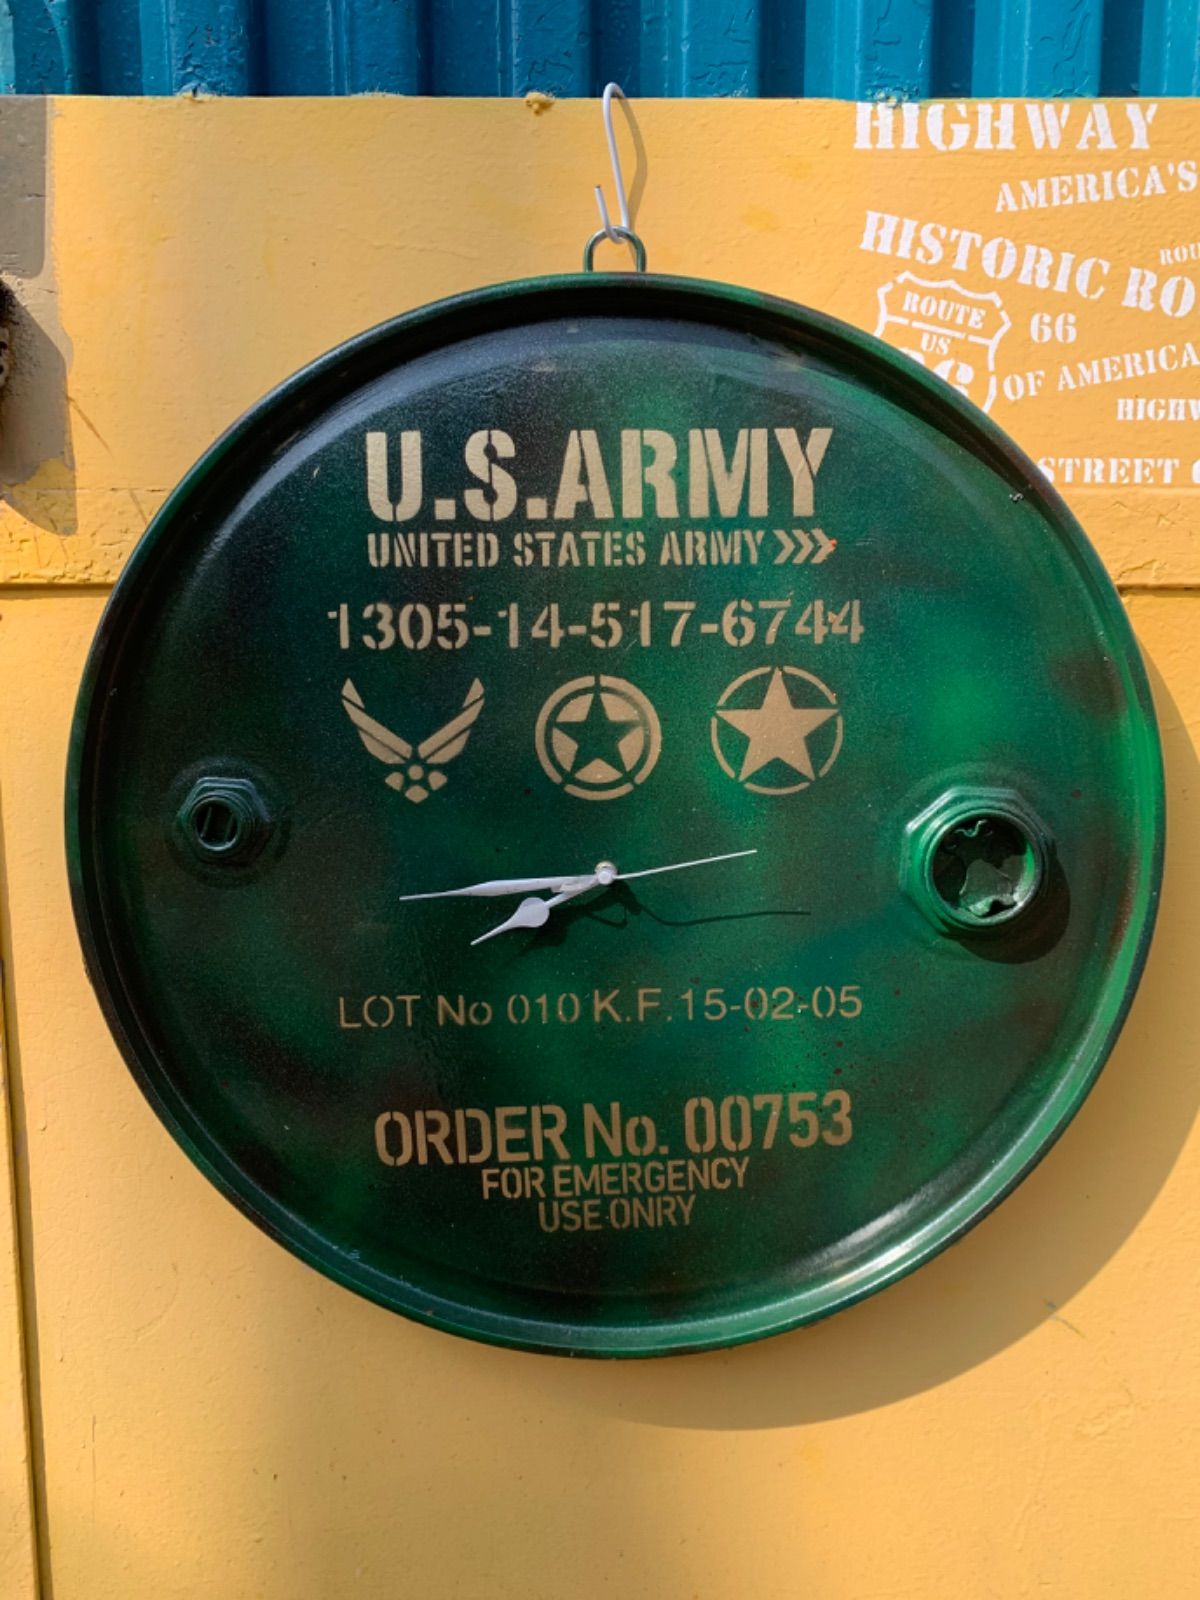 HIGHWAY
AMERICA'S
HISTORIC RO
ROU
ROUTE
US
66
OF AMERICA
HIGHW
STREET
U.S.ARMY
UNITED STATES ARMY
1305-14-517-6744
LOT No 010 K.F.15-02-05
ORDER No. 00753
FOR EMERGENCY
USE ONRY